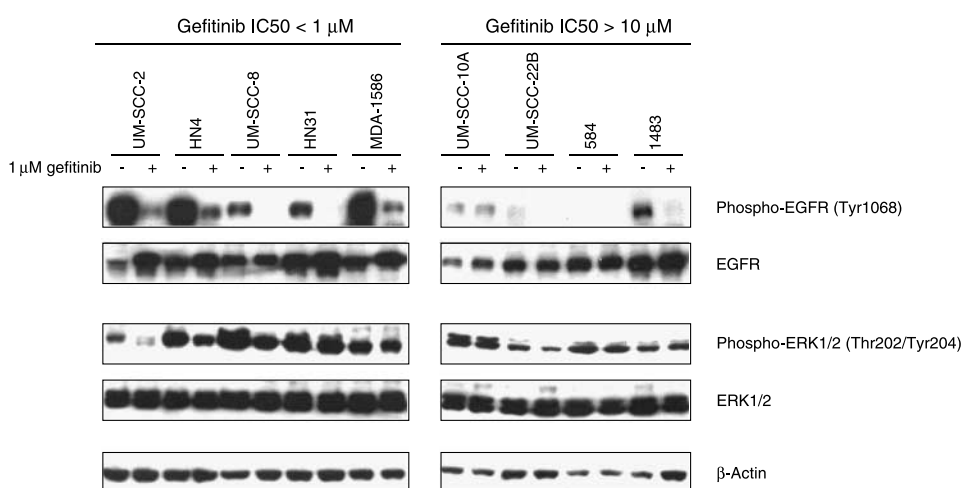 Gefitinib IC50 < 1 μM
Gefitinib IC50 > 10 μM
UM-SCC-2
HN4
UM-SCC-8
HN31
MDA-1586
UM-SCC-10A
UM-SCC-22B
584
1483
1 μM gefitinib - + - + - + - + - + - + - + - + - +
Phospho-EGFR (Tyr1068)
EGFR
Phospho-ERK1/2 (Thr202/Tyr204)
ERK1/2
β-Actin